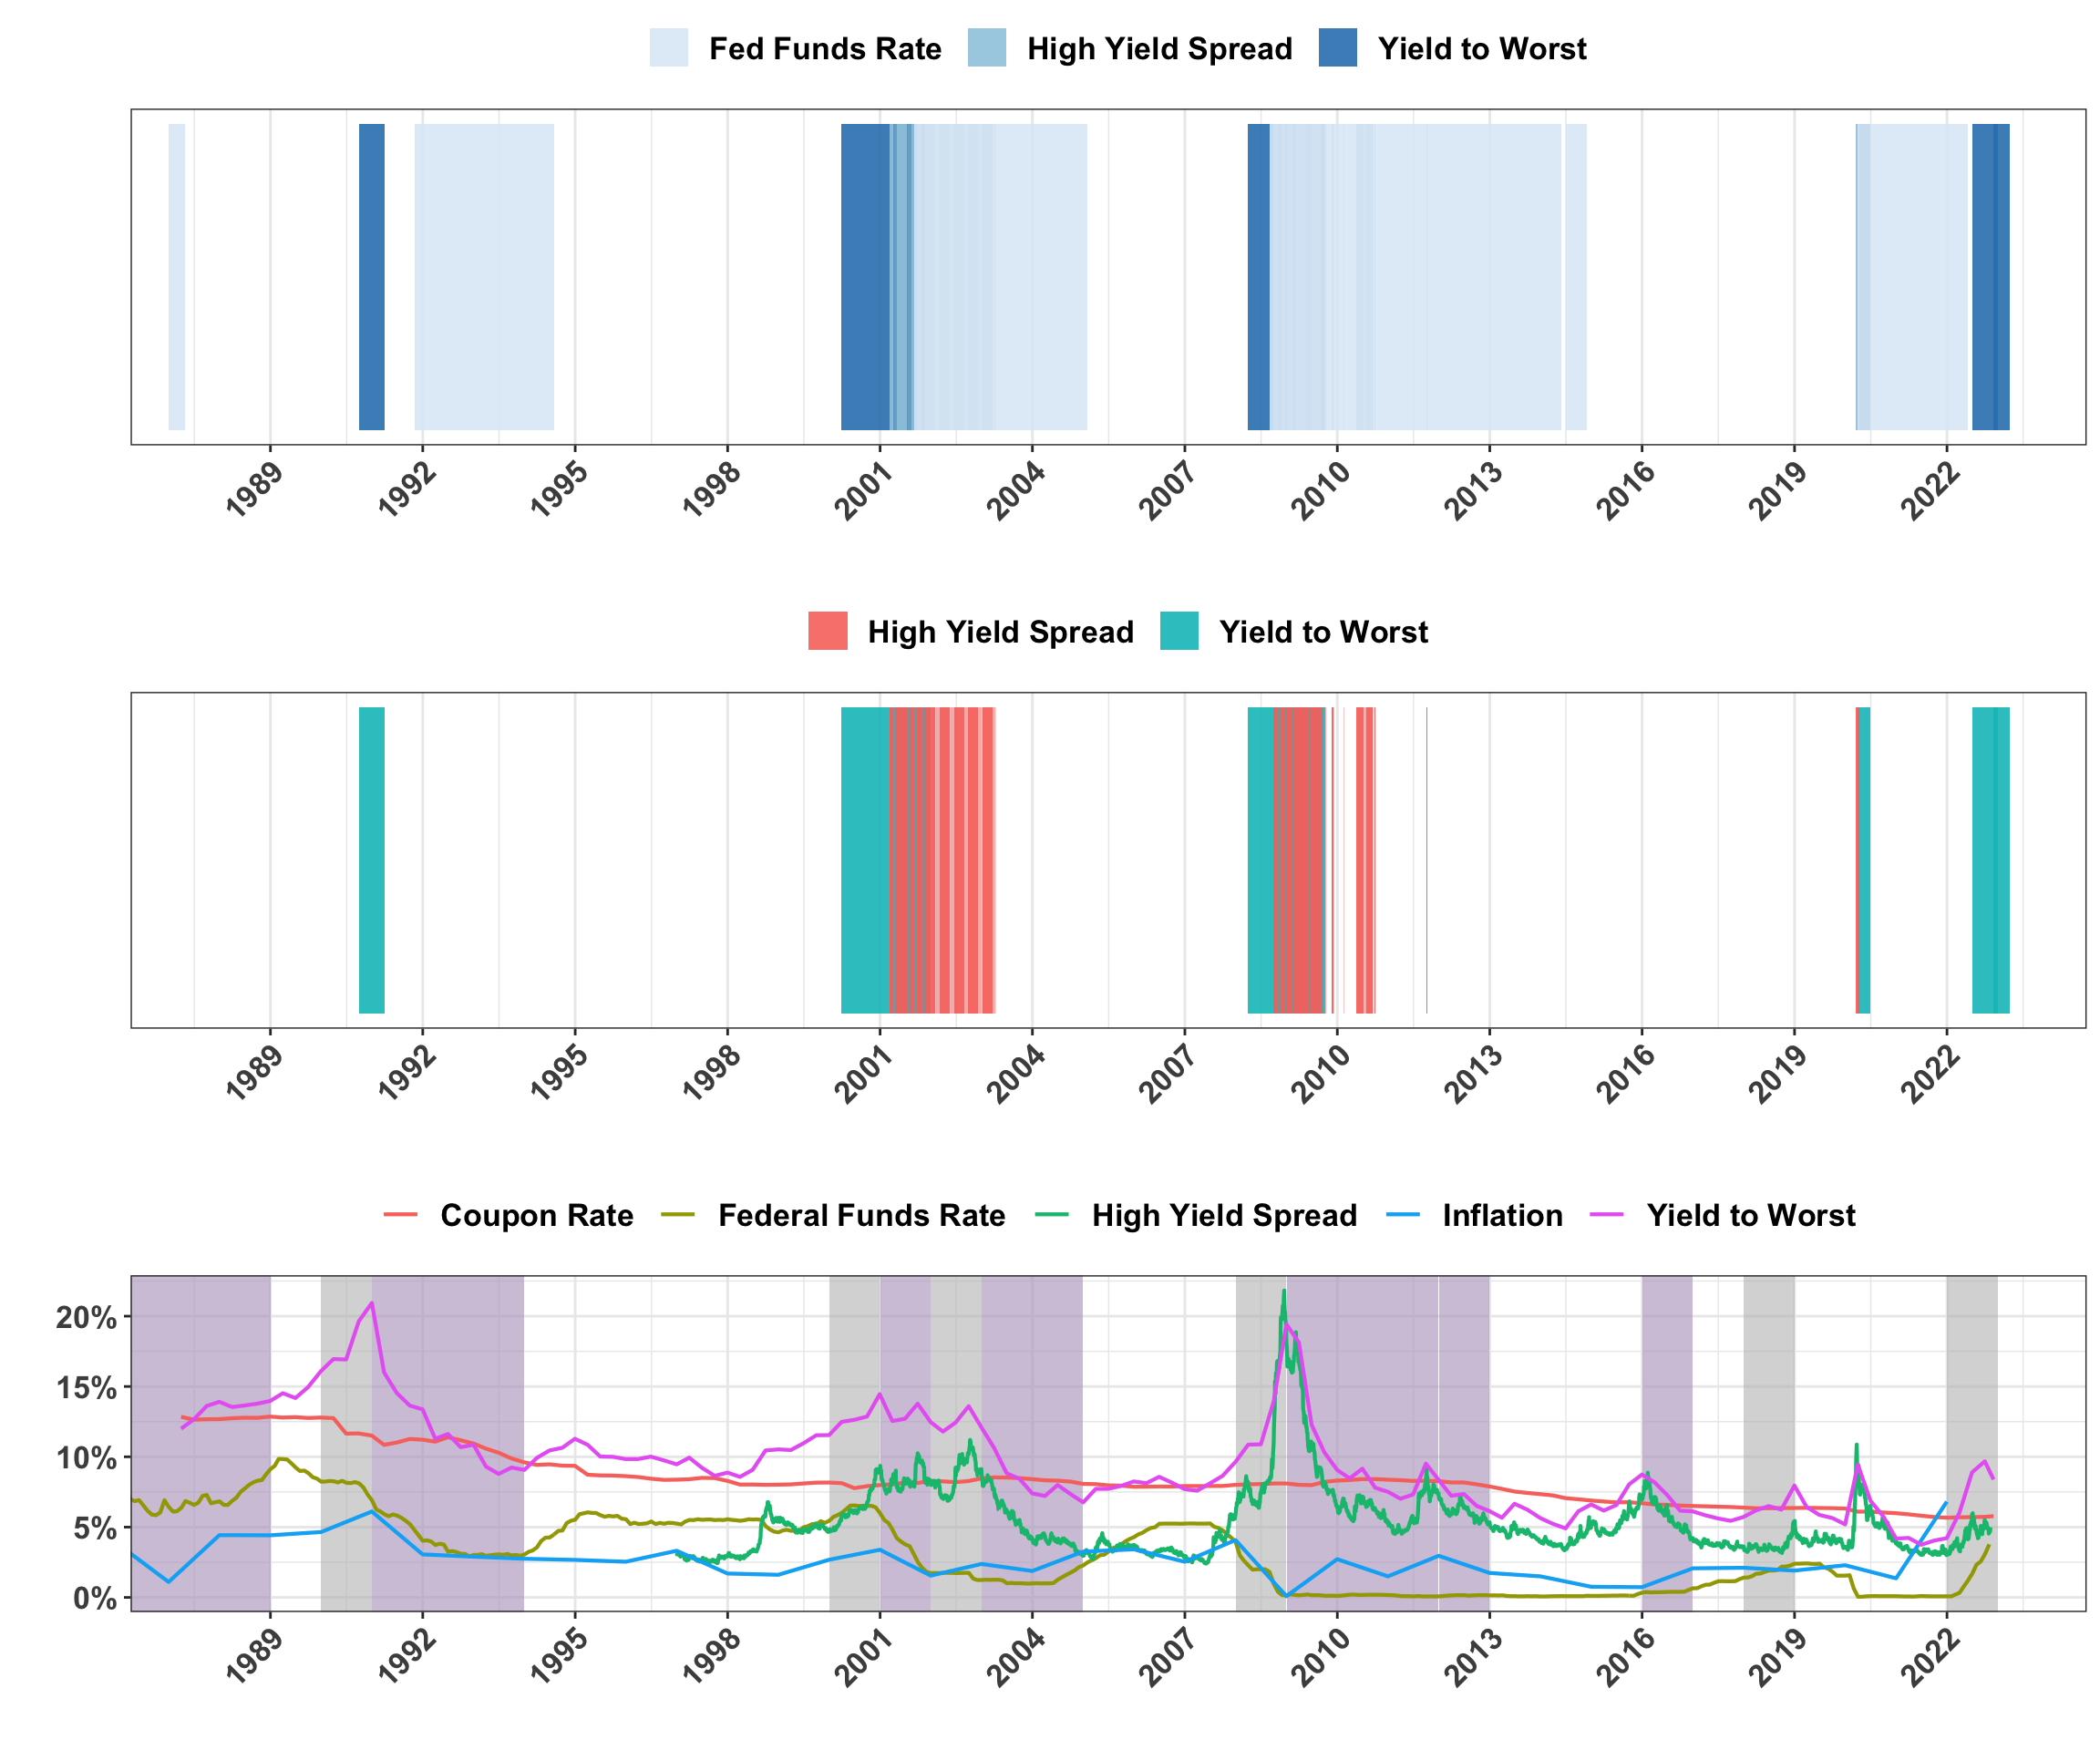 Fed Funds Rate High Yield Spread Yield to Worst
1989 1992 1995 1998 2001 2004 2007 2010 2013 2016 2019 2022
High Yield Spread Yield to Worst
1989 1992 1995 1998 2001 2004 2007 2010 2013 2016 2019 2022
Coupon Rate Federal Funds Rate High Yield Spread Inflation Yield to Worst
20%
15%
10%
5%
0%
1989 1992 1995 1998 2001 2004 2007 2010 2013 2016 2019 2022